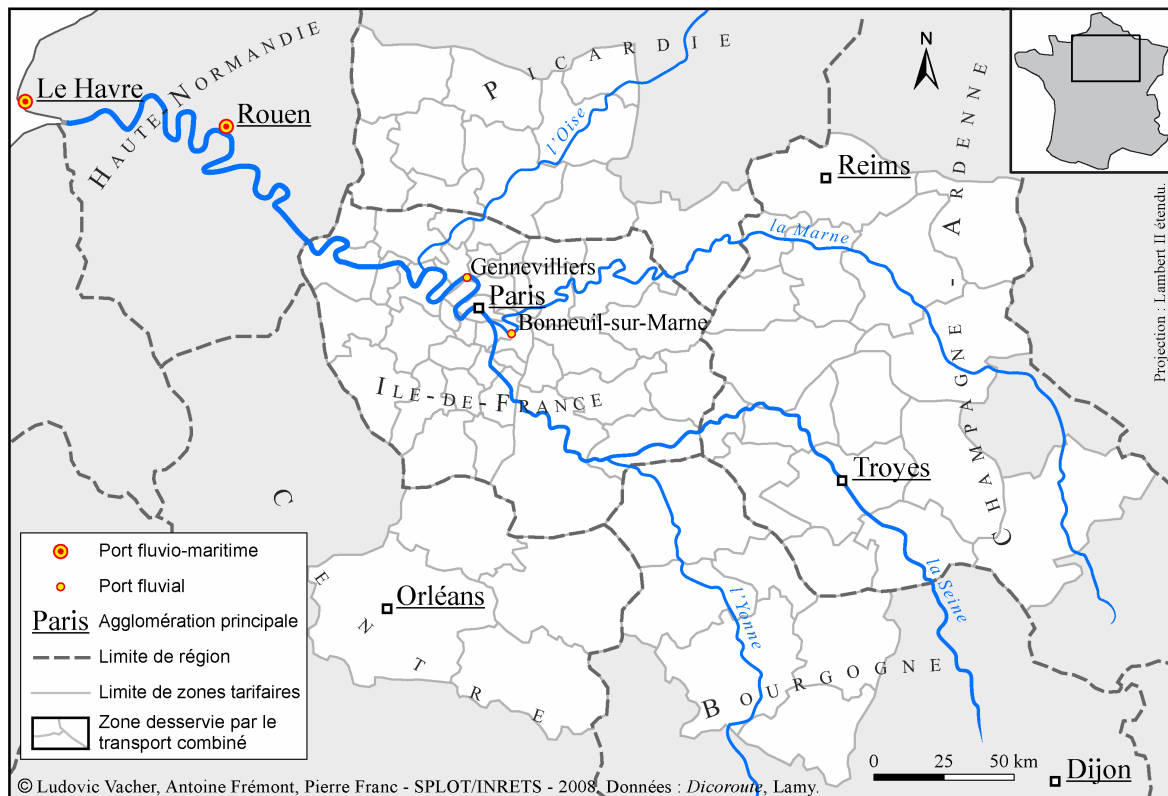 HAUTE-NORMANDIE
PICARDIE
N
Le Havre
Rouen
l'Oise
Reims
CHAMPAGNE-ARDENNE
la Marne
Gennevilliers
Paris
Bonneuil-sur-Marne
ILE-DE-FRANCE
Troyes
CENTRE
Orléans
l'Yonne
la Seine
BOURGOGNE
Dijon
Projection : Lambert II étendu.
Port fluvio-maritime
Port fluvial
Paris Agglomération principale
Limite de région
Limite de zones tarifaires
Zone desservie par le
transport combiné
0 25 50 km
© Ludovic Vacher, Antoine Frémont, Pierre Franc - SPLOT/INRETS - 2008. Données : Dicoroute, Lamy.